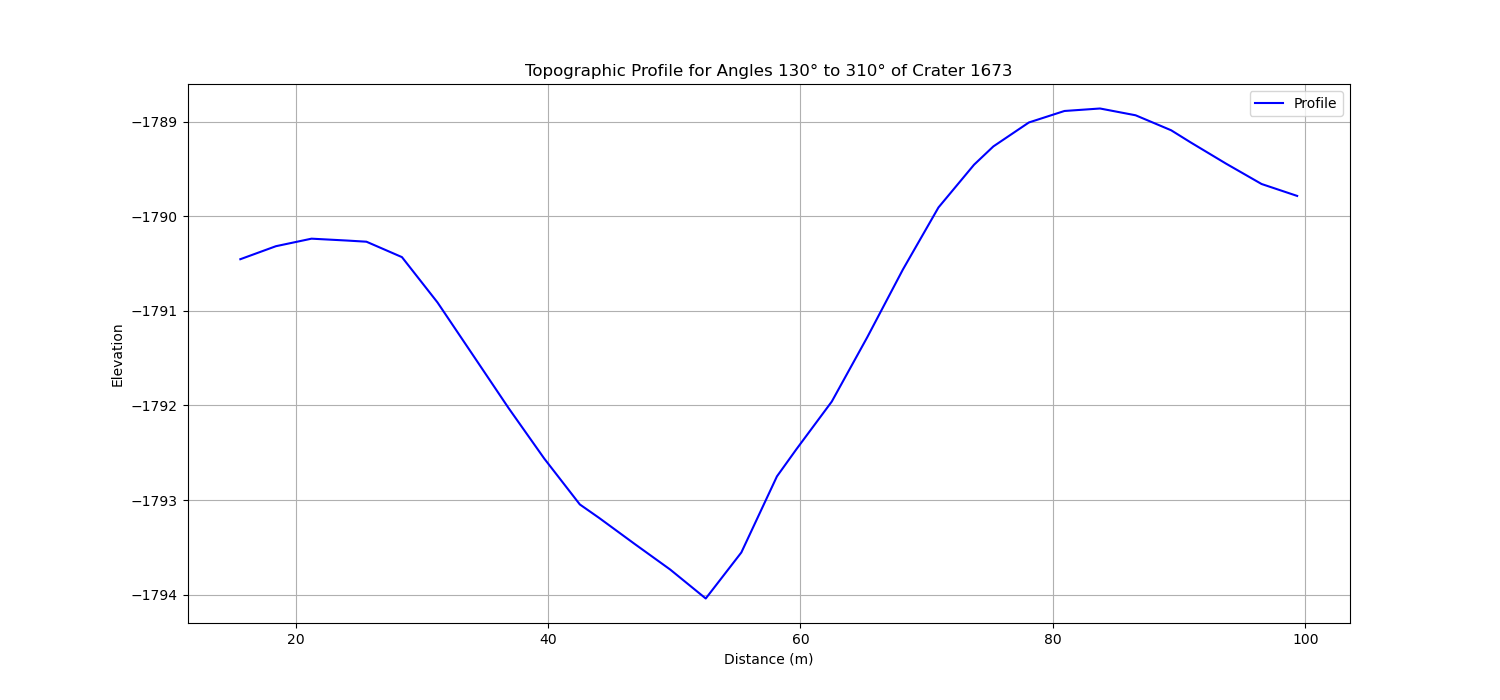 Topographic Profile for Angles 130° to 310° of Crater 1673
Profile
−1789
−1790
−1791
−1792
−1793
−1794
Elevation
20 40 60 80 100
Distance (m)